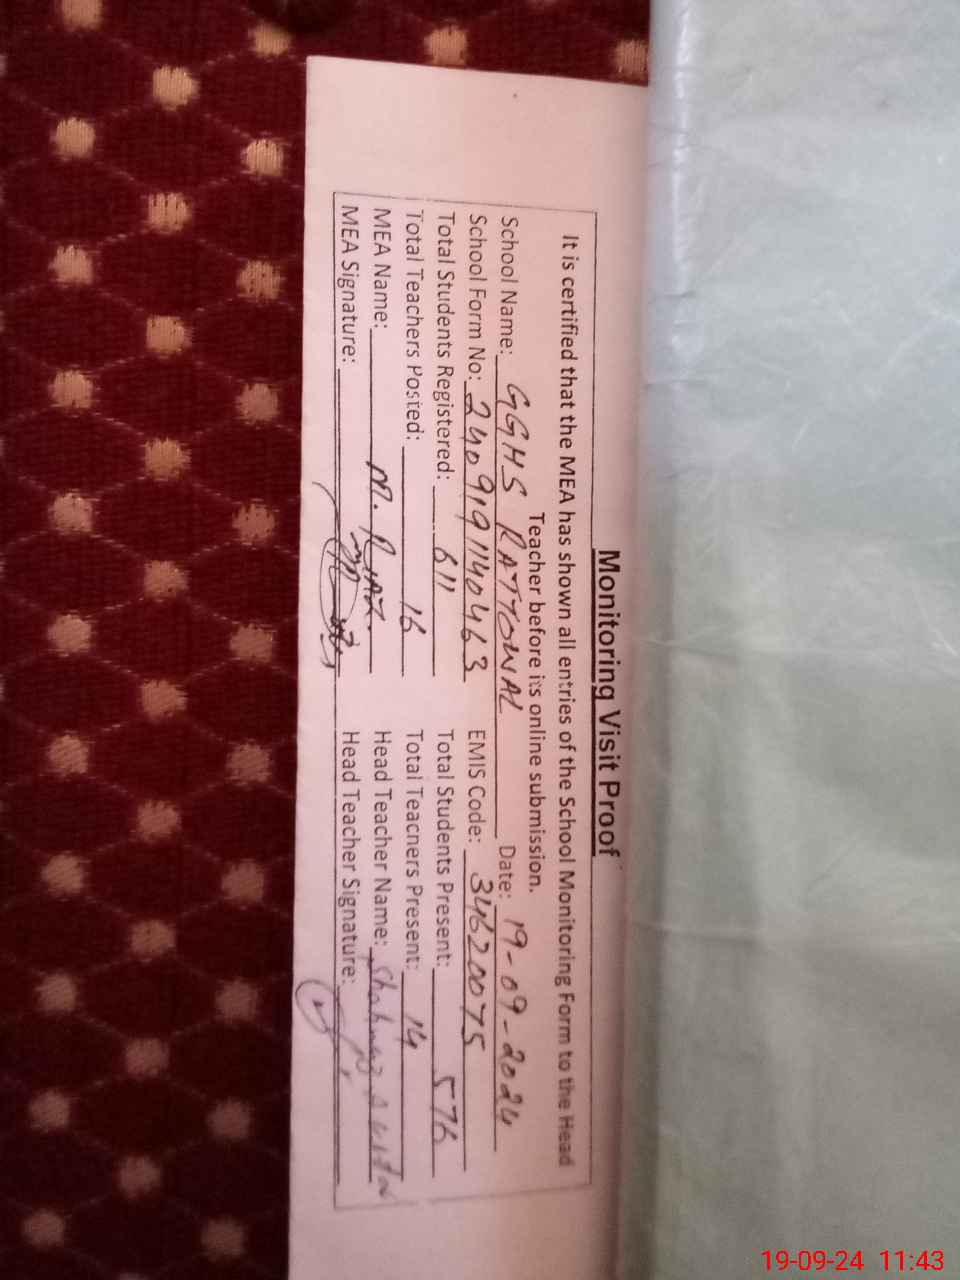 Monitoring Visit Proof
It is certified that the MEA has shown all entries of the School Monitoring Form to the Head
Teacher before its online submission.
School Name: GGHS RATTOWAL Date: 19-09-2024
School Form No: 2409191140463 EMIS Code: 34620075
Total Students Registered: 611 Total Students Present: 576
Total Teachers Posted: 16 Total Teachers Present: 14
MEA Name: M. RIAZ. Head Teacher Name:
MEA Signature: Head Teacher Signature:
19-09-24 11:43